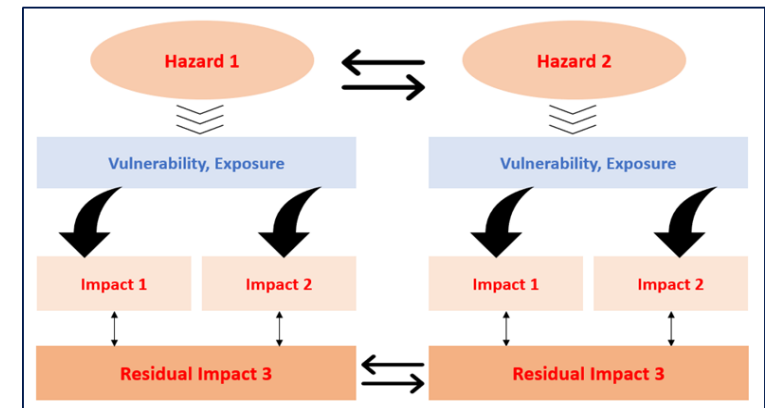 Hazard 1
Hazard 2
Vulnerability, Exposure
Vulnerability, Exposure
Impact 1
Impact 2
Impact 1
Impact 2
Residual Impact 3
Residual Impact 3